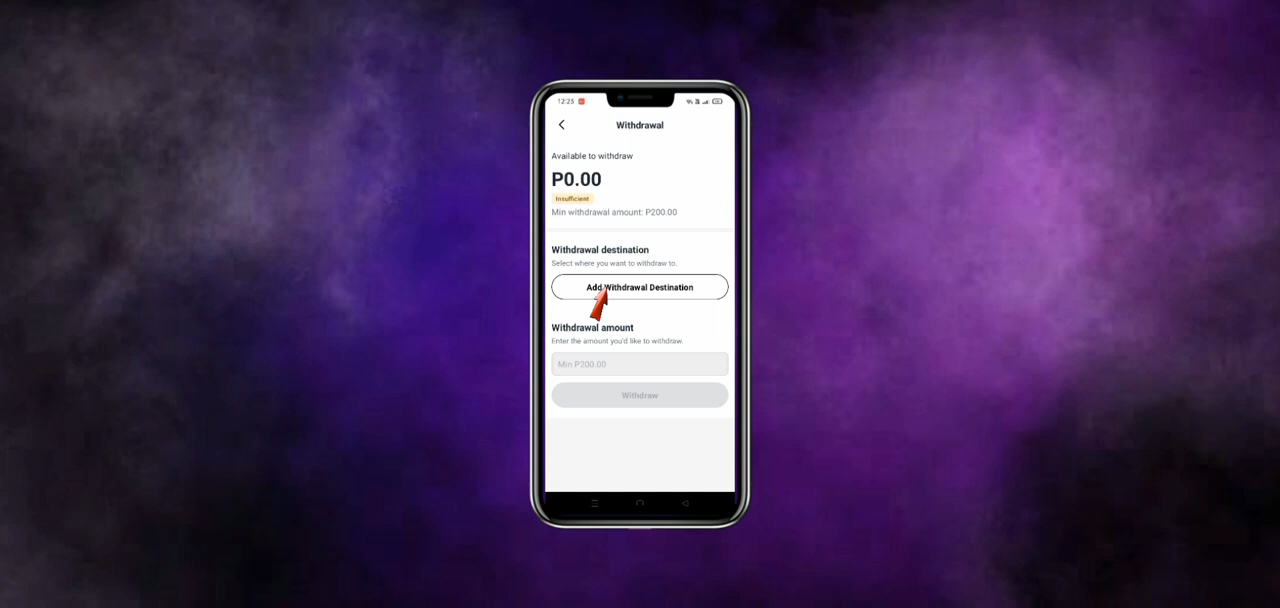 12:23
Withdrawal
Available to withdraw
P0.00
Insufficient
Min withdrawal amount: P200.00
Withdrawal destination
Select where you want to withdraw to.
Add Withdrawal Destination
Withdrawal amount
Enter the amount you'd like to withdraw.
Min P200.00
Withdraw